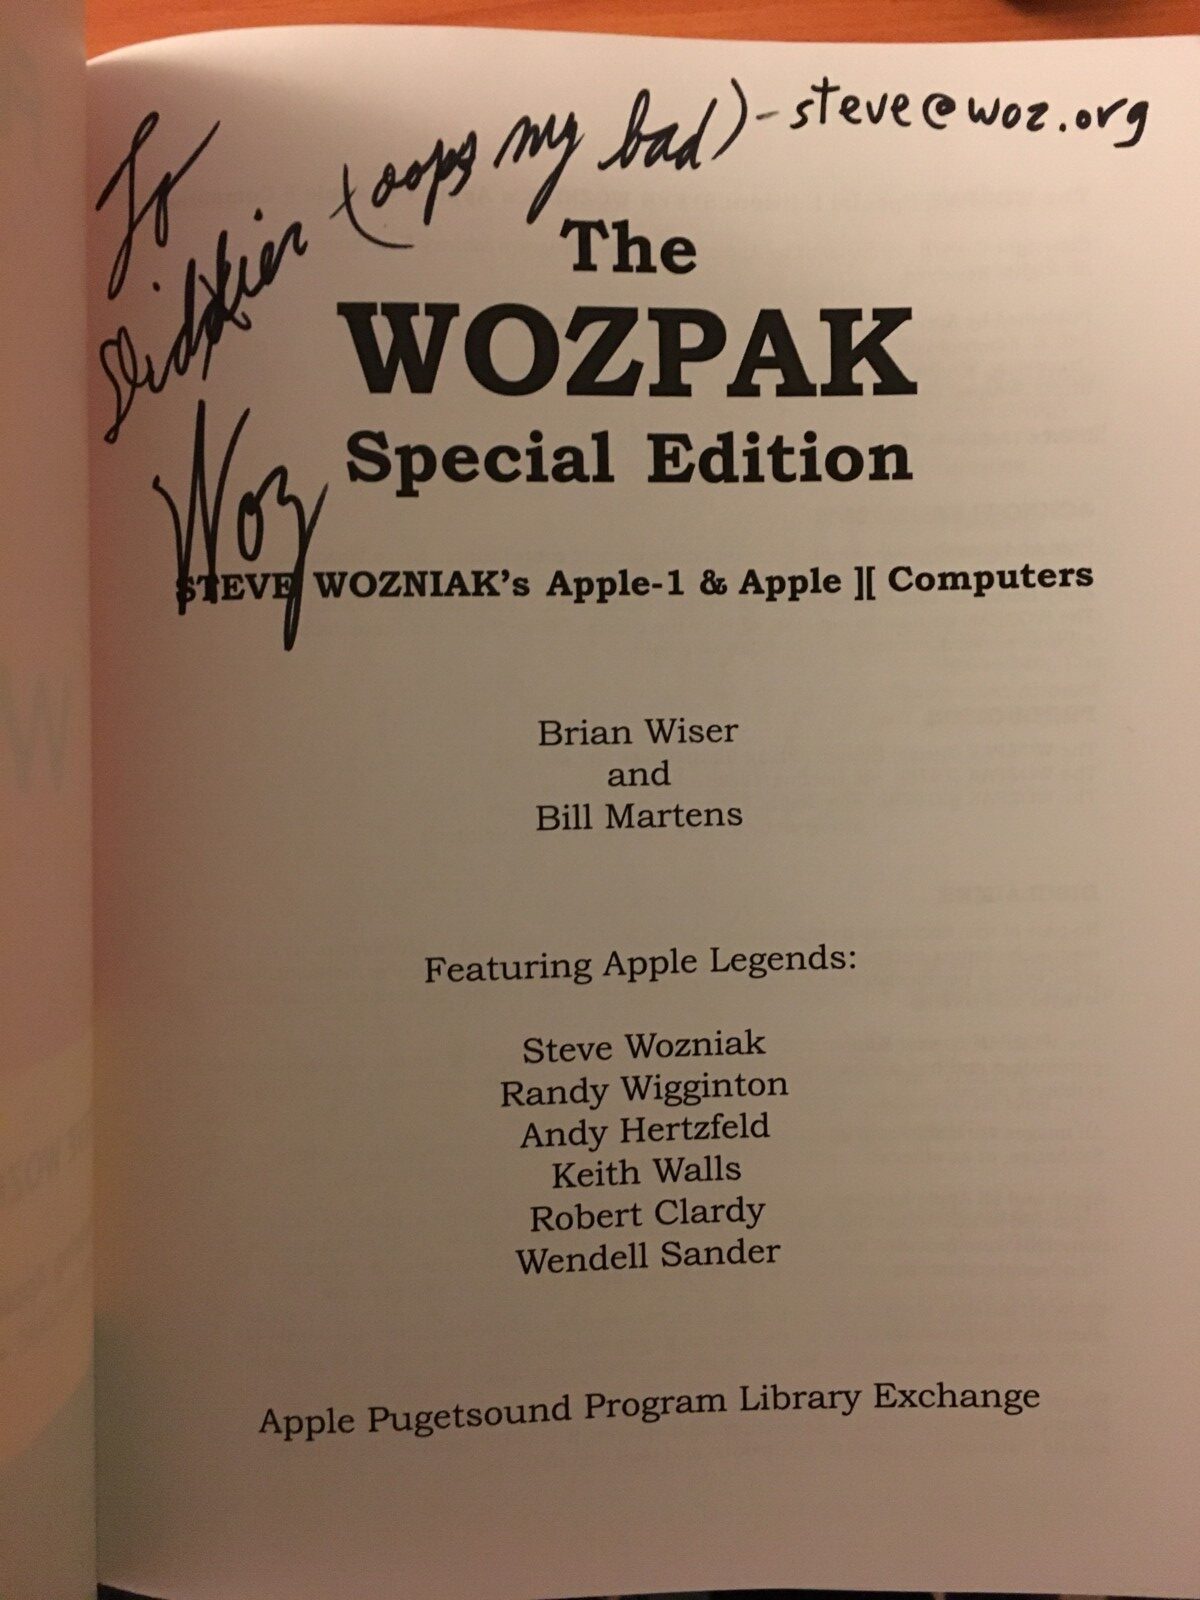 To
(oops my bad) - steve@woz.org
Woz
The
WOZPAK
Special Edition
STEVE WOZNIAK's Apple-1 & Apple ][ Computers
Brian Wiser
and
Bill Martens
Featuring Apple Legends:
Steve Wozniak
Randy Wigginton
Andy Hertzfeld
Keith Walls
Robert Clardy
Wendell Sander
Apple Pugetsound Program Library Exchange